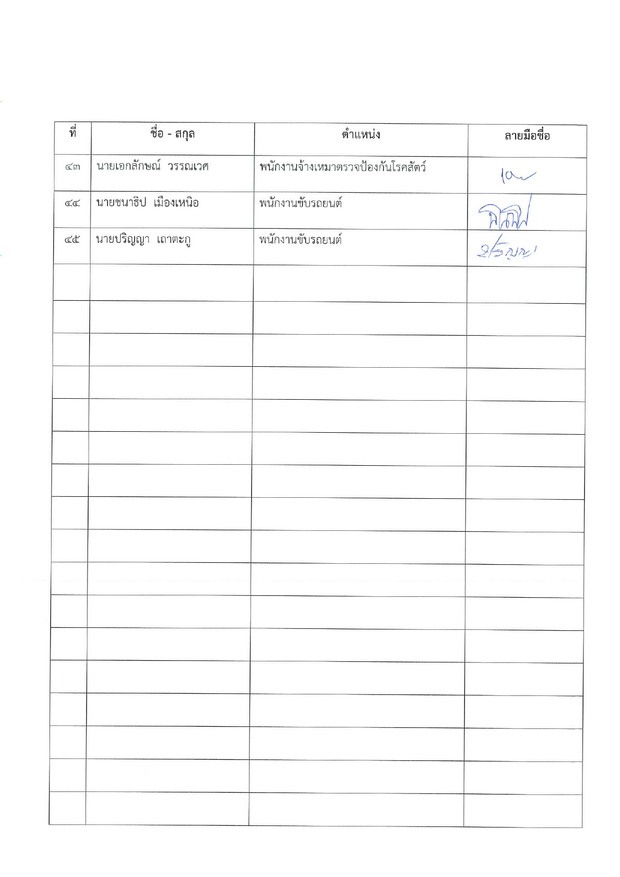 ที่ ชื่อ - สกุล ตำแหน่ง ลายมือชื่อ
๔๓ นายเอกลักษณ์ วรรณเวศ พนักงานจ้างเหมาตรวจป้องกันโรคสัตว์
๔๔ นายชนาธิป เมืองเหนือ พนักงานขับรถยนต์
๔๕ นายปริญญา เถาตะกู พนักงานขับรถยนต์ ปริญญา